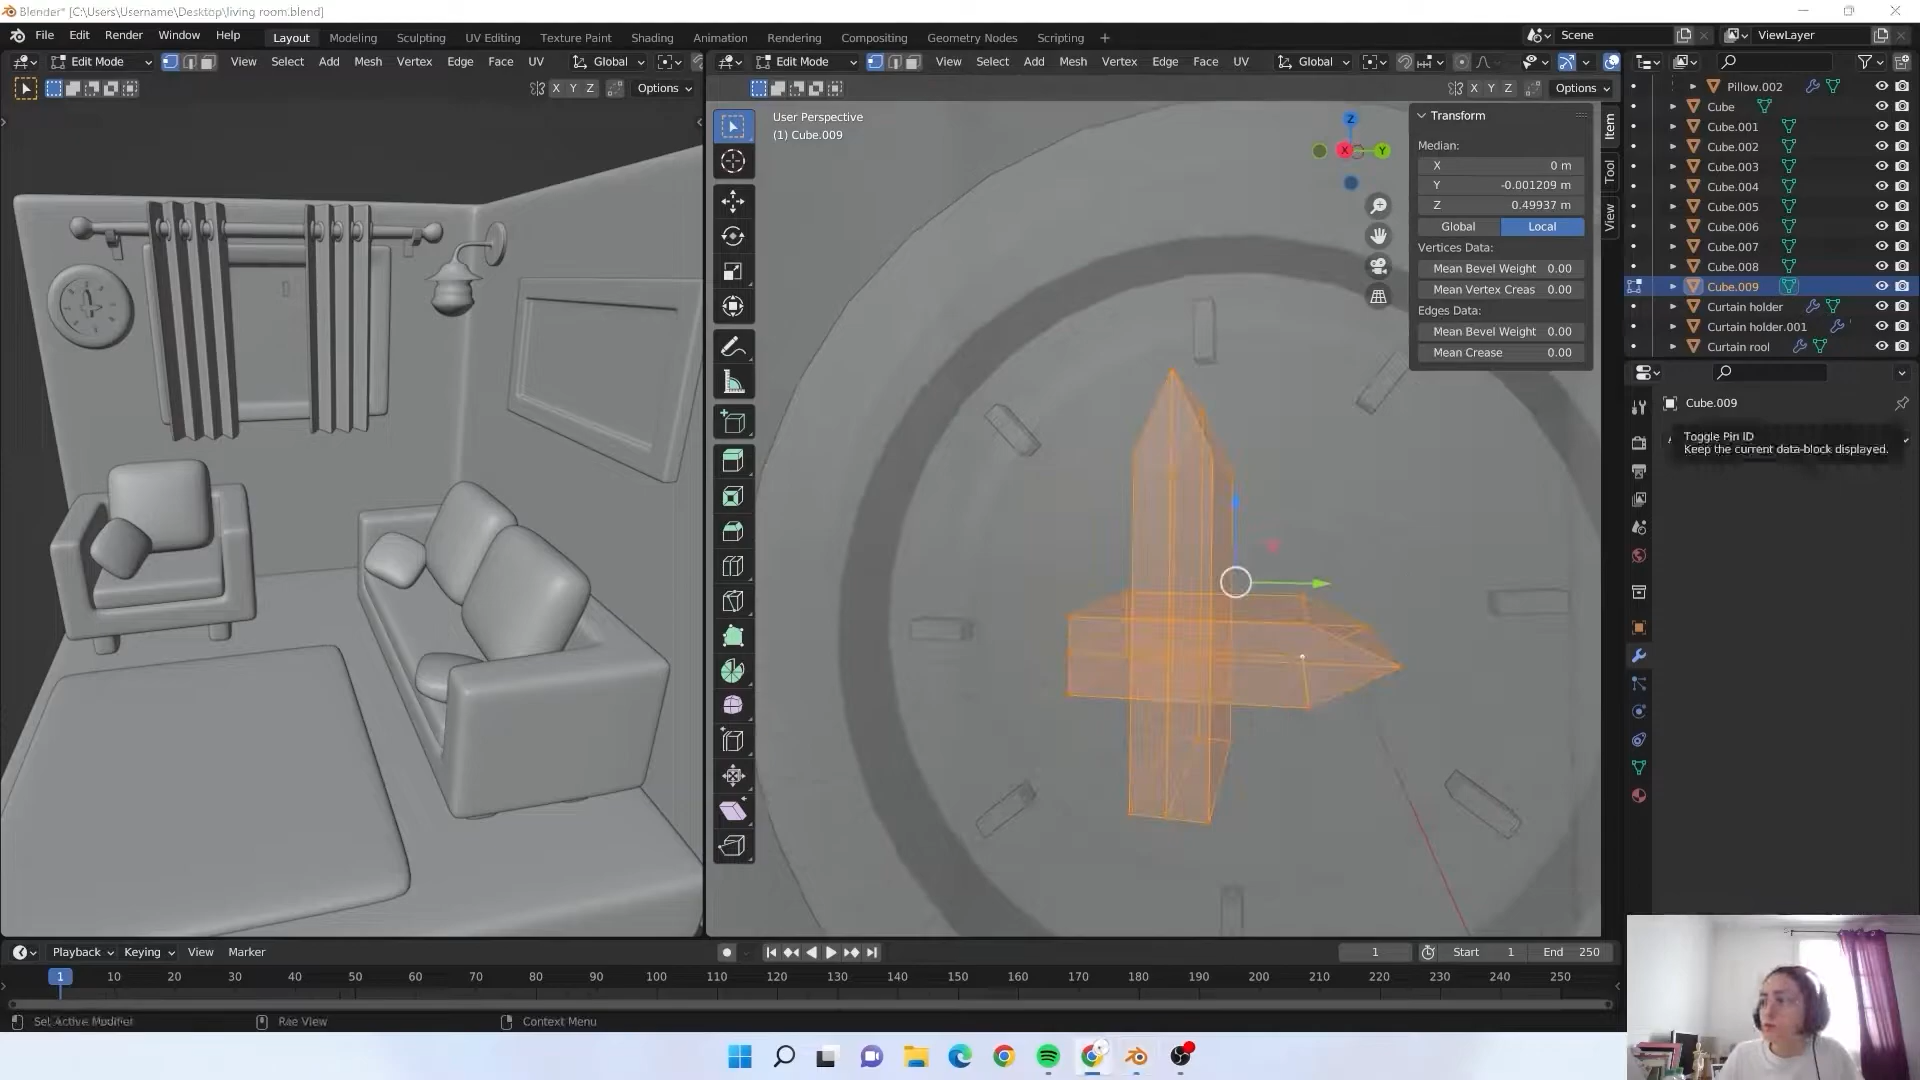 Blender* [C:\Users\Username\Desktop\living room.blend]
File Edit Render Window Help Layout Modeling Sculpting UV Editing Texture Paint Shading Animation Rendering Compositing Geometry Nodes Scripting + Scene ViewLayer
Edit Mode View Select Add Mesh Vertex Edge Face UV Global
Edit Mode View Select Add Mesh Vertex Edge Face UV Global
X Y Z Options
X Y Z Options
User Perspective
(1) Cube.009
Z
X
Y
Transform
Median:
X 0 m
Y -0.001209 m
Z 0.49937 m
Global Local
Vertices Data:
Mean Bevel Weight 0.00
Mean Vertex Creas 0.00
Edges Data:
Mean Bevel Weight 0.00
Mean Crease 0.00
Item
Tool
View
Pillow.002
Cube
Cube.001
Cube.002
Cube.003
Cube.004
Cube.005
Cube.006
Cube.007
Cube.008
Cube.009
Curtain holder
Curtain holder.001
Curtain rool
Cube.009
Toggle Pin ID
Keep the current data-block displayed.
Playback Keying View Marker 1 Start 1 End 250
1 10 20 30 40 50 60 70 80 90 100 110 120 130 140 150 160 170 180 190 200 210 220 230 240 250
Context Menu